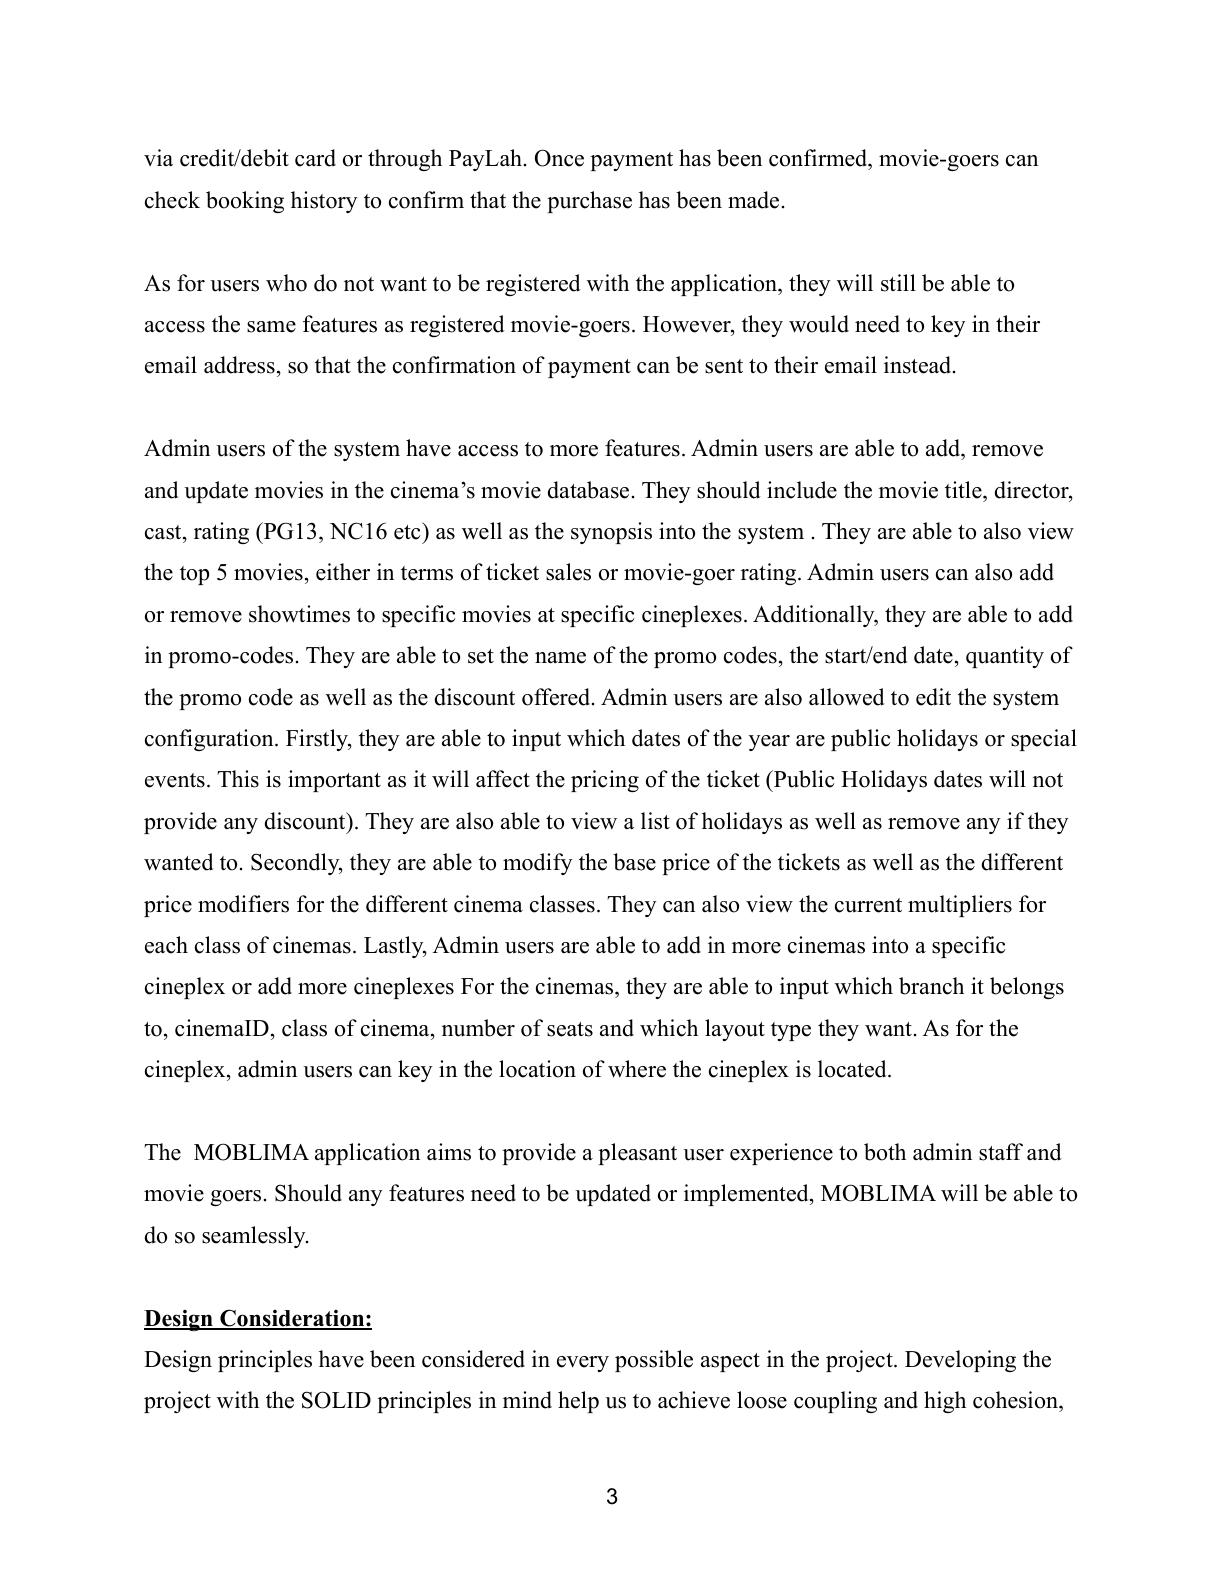 via credit/debit card or through PayLah. Once payment has been confirmed, movie-goers can
check booking history to confirm that the purchase has been made.
As for users who do not want to be registered with the application, they will still be able to
access the same features as registered movie-goers. However, they would need to key in their
email address, so that the confirmation of payment can be sent to their email instead.
Admin users of the system have access to more features. Admin users are able to add, remove
and update movies in the cinema’s movie database. They should include the movie title, director,
cast, rating (PG13, NC16 etc) as well as the synopsis into the system . They are able to also view
the top 5 movies, either in terms of ticket sales or movie-goer rating. Admin users can also add
or remove showtimes to specific movies at specific cineplexes. Additionally, they are able to add
in promo-codes. They are able to set the name of the promo codes, the start/end date, quantity of
the promo code as well as the discount offered. Admin users are also allowed to edit the system
configuration. Firstly, they are able to input which dates of the year are public holidays or special
events. This is important as it will affect the pricing of the ticket (Public Holidays dates will not
provide any discount). They are also able to view a list of holidays as well as remove any if they
wanted to. Secondly, they are able to modify the base price of the tickets as well as the different
price modifiers for the different cinema classes. They can also view the current multipliers for
each class of cinemas. Lastly, Admin users are able to add in more cinemas into a specific
cineplex or add more cineplexes For the cinemas, they are able to input which branch it belongs
to, cinemaID, class of cinema, number of seats and which layout type they want. As for the
cineplex, admin users can key in the location of where the cineplex is located.
The  MOBLIMA application aims to provide a pleasant user experience to both admin staff and
movie goers. Should any features need to be updated or implemented, MOBLIMA will be able to
do so seamlessly.
Design Consideration:
Design principles have been considered in every possible aspect in the project. Developing the
project with the SOLID principles in mind help us to achieve loose coupling and high cohesion,
3